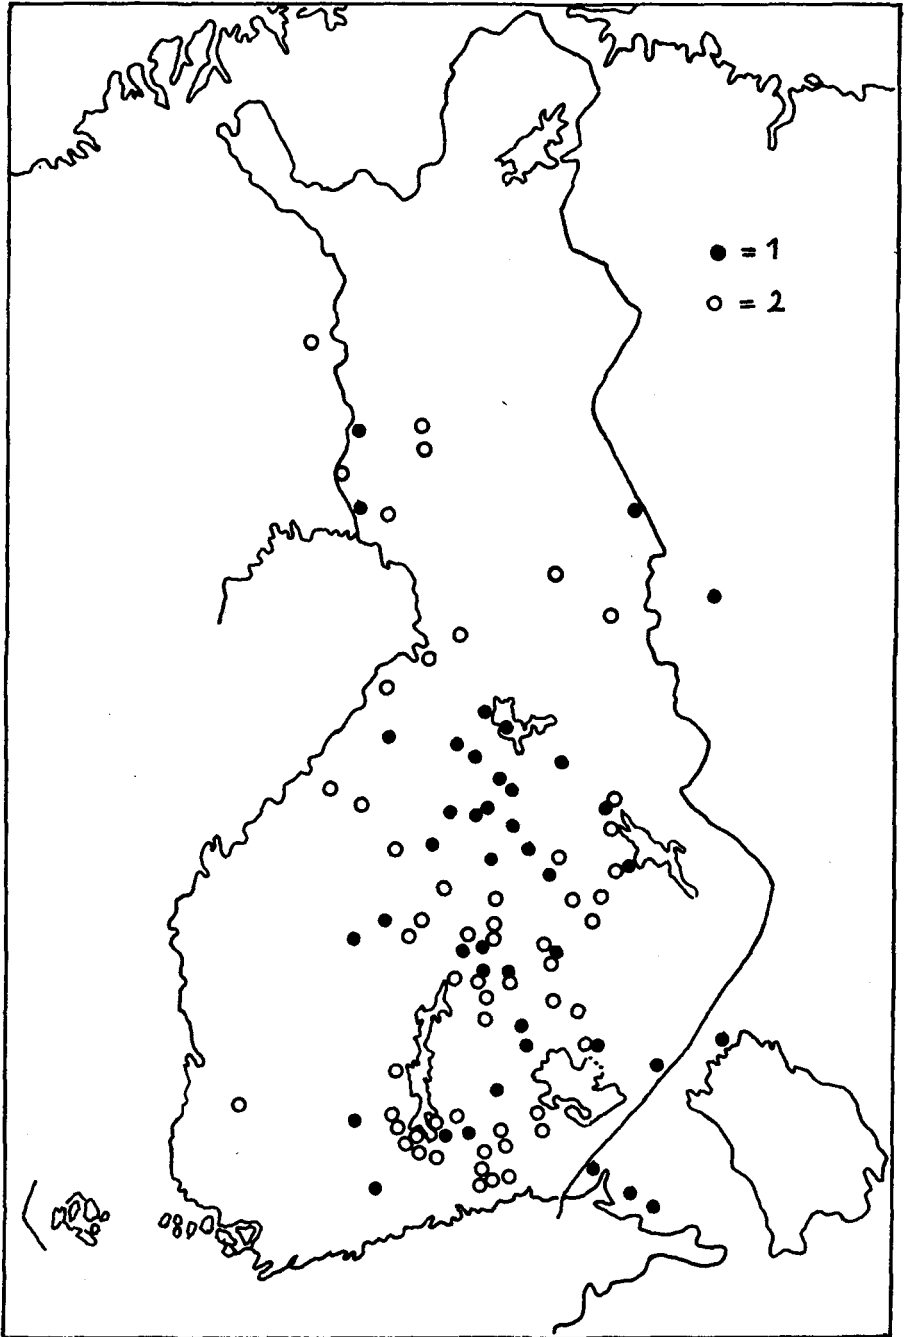 ● = 1
○ = 2